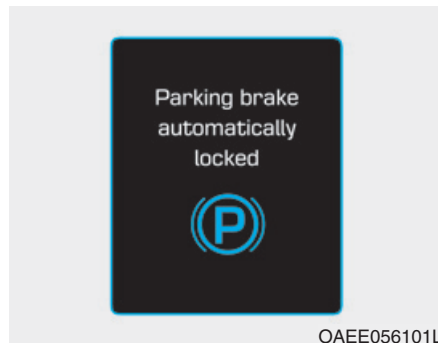 Parking brake
automatically
locked
P
OAEE056101L